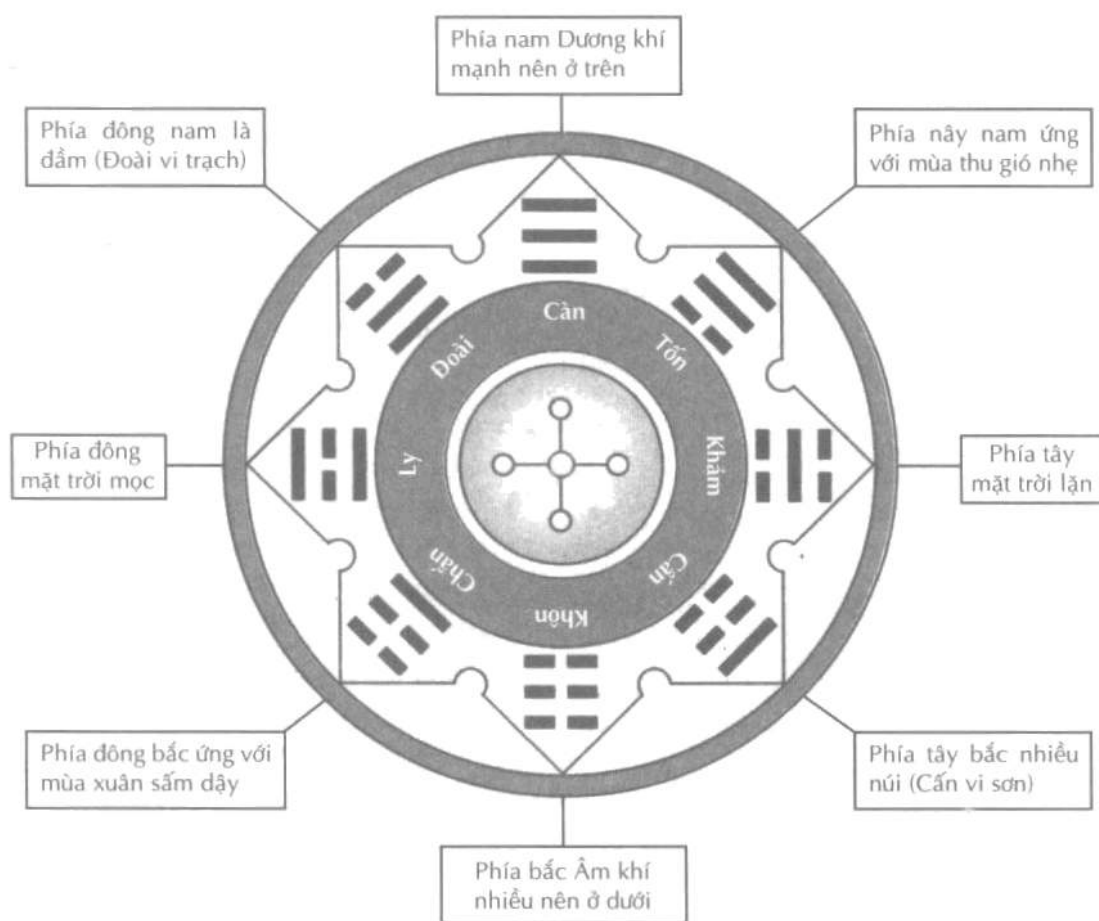 Phía nam Dương khí
mạnh nên ở trên
Phía đông nam là
đầm (Đoài vi trạch)
Phía nây nam ứng
với mùa thu gió nhẹ
Càn
Đoài
Tốn
Phía đông
mặt trời mọc
Ly
Khảm
Phía tây
mặt trời lặn
Chấn
Cấn
Khôn
Phía đông bắc ứng với
mùa xuân sấm dậy
Phía tây bắc nhiều
núi (Cấn vi sơn)
Phía bắc Âm khí
nhiều nên ở dưới